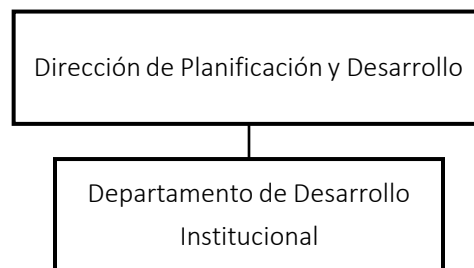 Dirección de Planificación y Desarrollo
Departamento de Desarrollo
Institucional